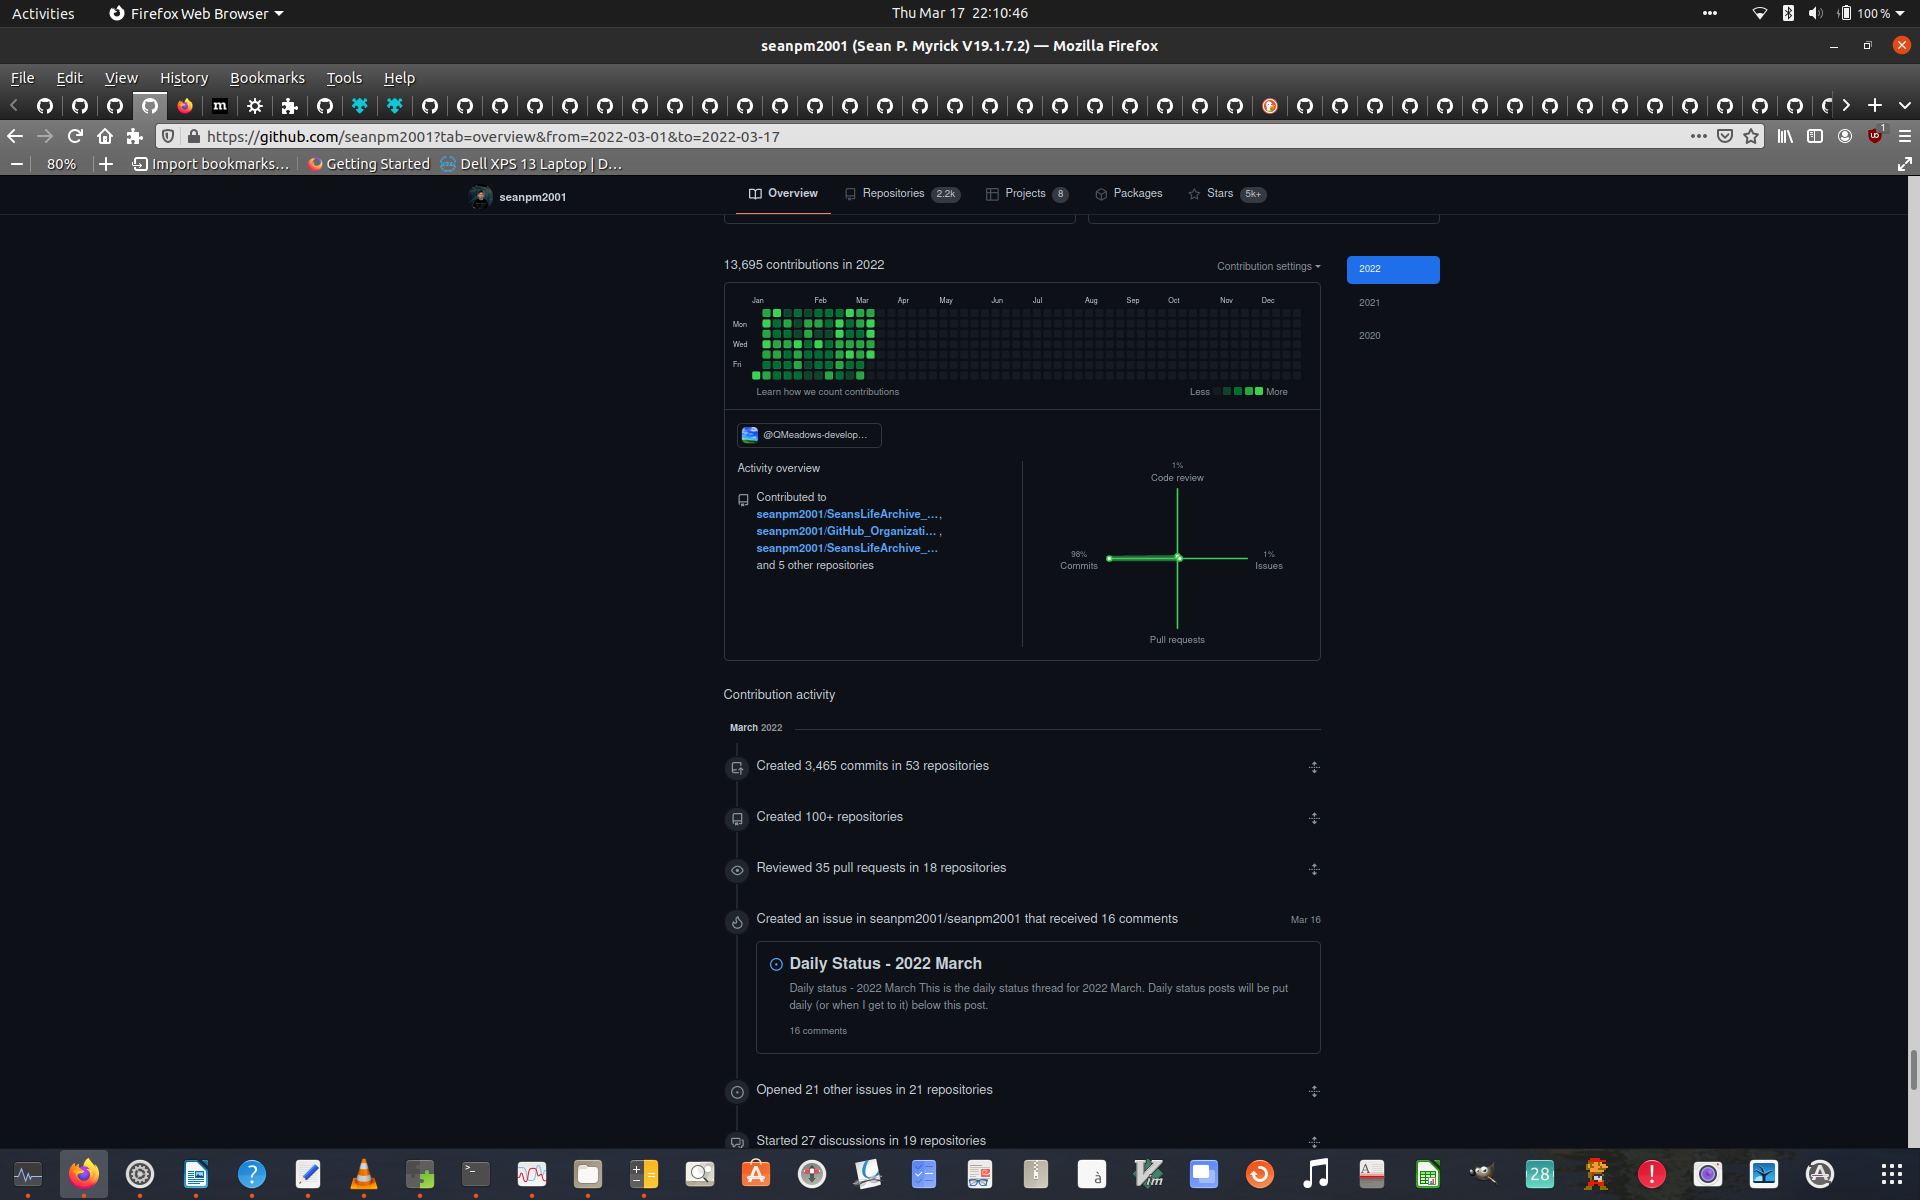 Activities
Firefox Web Browser
Thu Mar 17 22:10:46
100 %
seanpm2001 (Sean P. Myrick V19.1.7.2) — Mozilla Firefox
File Edit View History Bookmarks Tools Help
https://github.com/seanpm2001?tab=overview&from=2022-03-01&to=2022-03-17
1
80%
Import bookmarks…
Getting Started
Dell XPS 13 Laptop | D…
seanpm2001
Overview
Repositories 2.2k
Projects 8
Packages
Stars 5k+
13,695 contributions in 2022
Contribution settings
2022
2021
2020
Jan Feb Mar Apr May Jun Jul Aug Sep Oct Nov Dec
Mon
Wed
Fri
Learn how we count contributions
Less More
@QMeadows-develop…
Activity overview
Contributed to
seanpm2001/SeansLifeArchive_…,
seanpm2001/GitHub_Organizati… ,
seanpm2001/SeansLifeArchive_…
and 5 other repositories
1%
Code review
98%
Commits
1%
Issues
Pull requests
Contribution activity
March 2022
Created 3,465 commits in 53 repositories
Created 100+ repositories
Reviewed 35 pull requests in 18 repositories
Created an issue in seanpm2001/seanpm2001 that received 16 comments
Mar 16
Daily Status - 2022 March
Daily status - 2022 March This is the daily status thread for 2022 March. Daily status posts will be put
daily (or when I get to it) below this post.
16 comments
Opened 21 other issues in 21 repositories
Started 27 discussions in 19 repositories
28